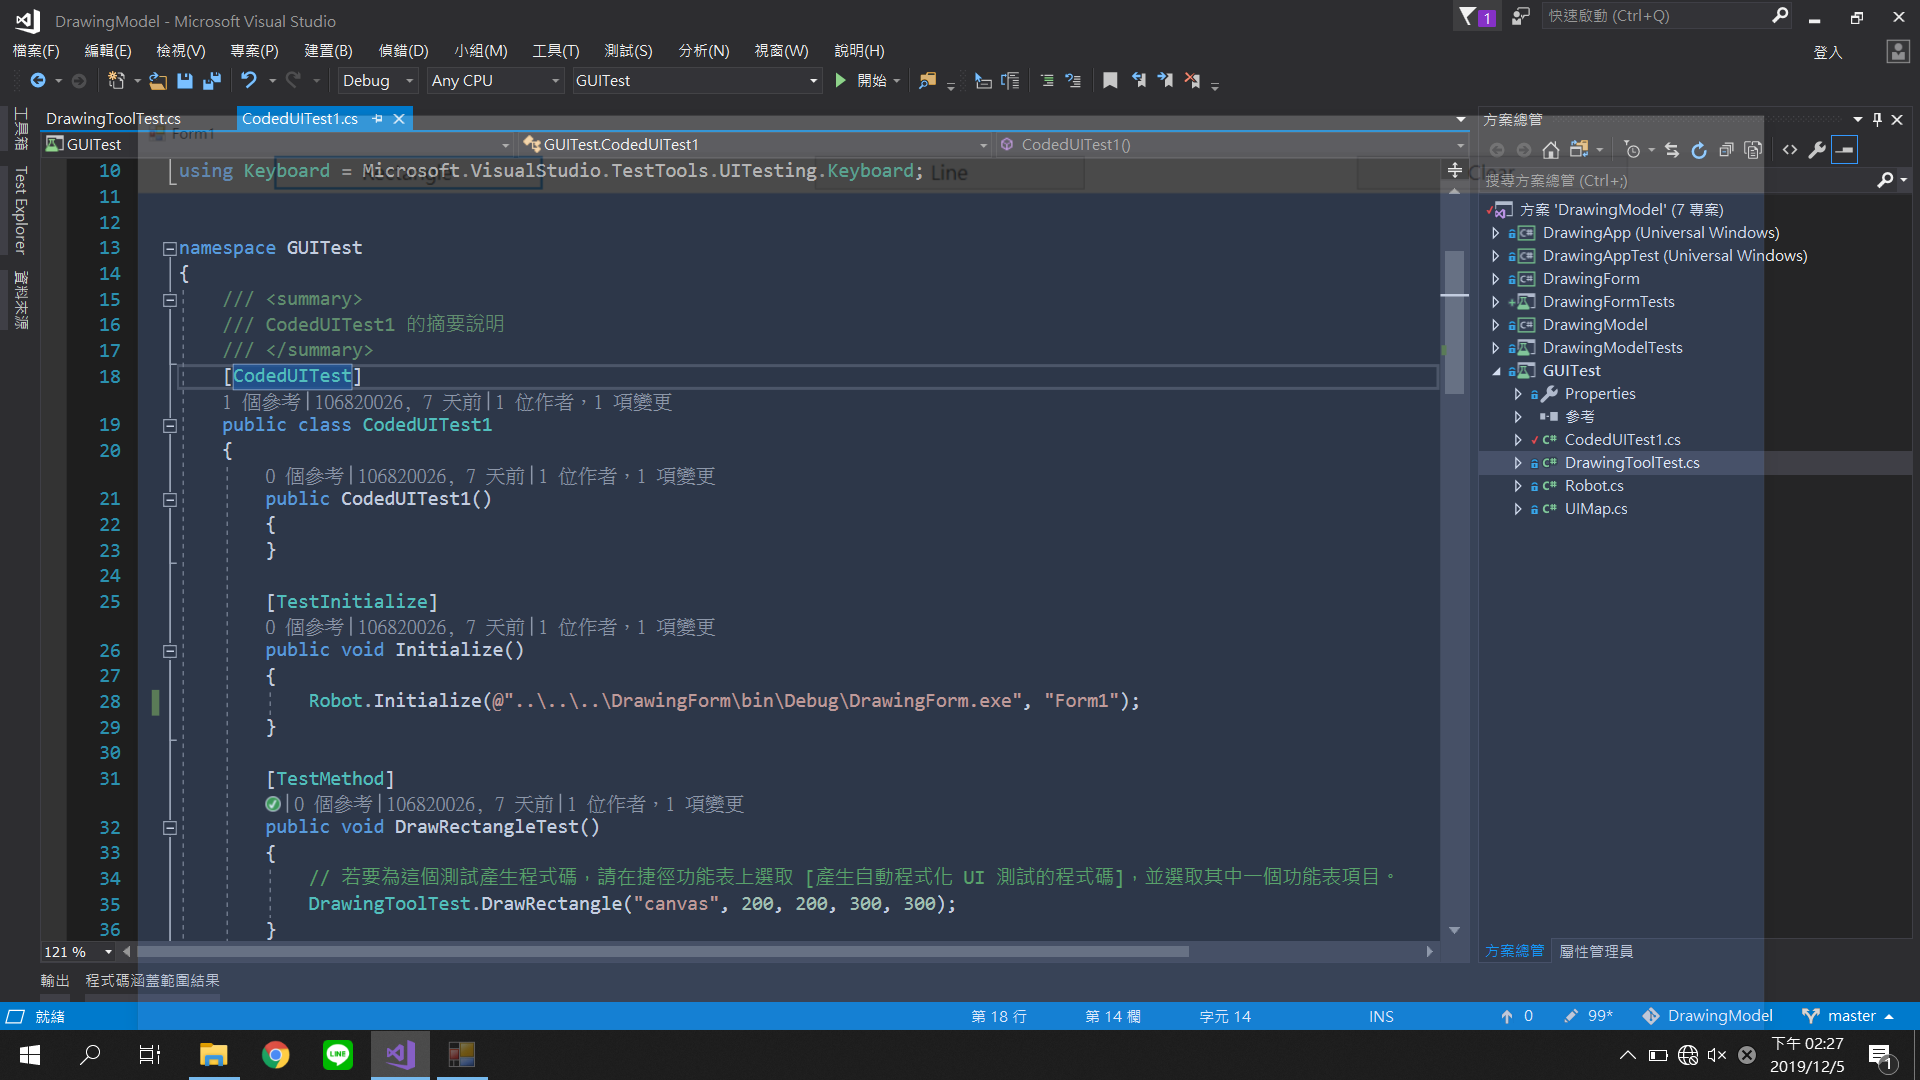 DrawingModel - Microsoft Visual Studio
1
快速啟動 (Ctrl+Q)
檔案(F) 編輯(E) 檢視(V) 專案(P) 建置(B) 偵錯(D) 小組(M) 工具(T) 測試(S) 分析(N) 視窗(W) 說明(H)
登入
Debug Any CPU GUITest 開始
工具箱
Test Explorer
資料來源
DrawingToolTest.cs CodedUITest1.cs
Form1
GUITest GUITest.CodedUITest1 CodedUITest1()
Rectangle Line Clear
10 using Keyboard = Microsoft.VisualStudio.TestTools.UITesting.Keyboard;
11
12
13 namespace GUITest
14 {
15 /// <summary>
16 /// CodedUITest1 的摘要說明
17 /// </summary>
18 [CodedUITest]
1 個參考|106820026, 7 天前|1 位作者，1 項變更
19 public class CodedUITest1
20 {
0 個參考|106820026, 7 天前|1 位作者，1 項變更
21 public CodedUITest1()
22 {
23 }
24
25 [TestInitialize]
0 個參考|106820026, 7 天前|1 位作者，1 項變更
26 public void Initialize()
27 {
28 Robot.Initialize(@"..\..\..\DrawingForm\bin\Debug\DrawingForm.exe", "Form1");
29 }
30
31 [TestMethod]
|0 個參考|106820026, 7 天前|1 位作者，1 項變更
32 public void DrawRectangleTest()
33 {
34 // 若要為這個測試產生程式碼，請在捷徑功能表上選取 [產生自動程式化 UI 測試的程式碼]，並選取其中一個功能表項目。
35 DrawingToolTest.DrawRectangle("canvas", 200, 200, 300, 300);
36 }
121 %
方案總管
搜尋方案總管 (Ctrl+;)
方案 'DrawingModel' (7 專案)
DrawingApp (Universal Windows)
DrawingAppTest (Universal Windows)
DrawingForm
DrawingFormTests
DrawingModel
DrawingModelTests
GUITest
Properties
參考
C# CodedUITest1.cs
C# DrawingToolTest.cs
C# Robot.cs
C# UIMap.cs
方案總管 屬性管理員
輸出 程式碼涵蓋範圍結果
就緒 第 18 行 第 14 欄 字元 14 INS 0 99* DrawingModel master
LINE
下午 02:27
2019/12/5
1